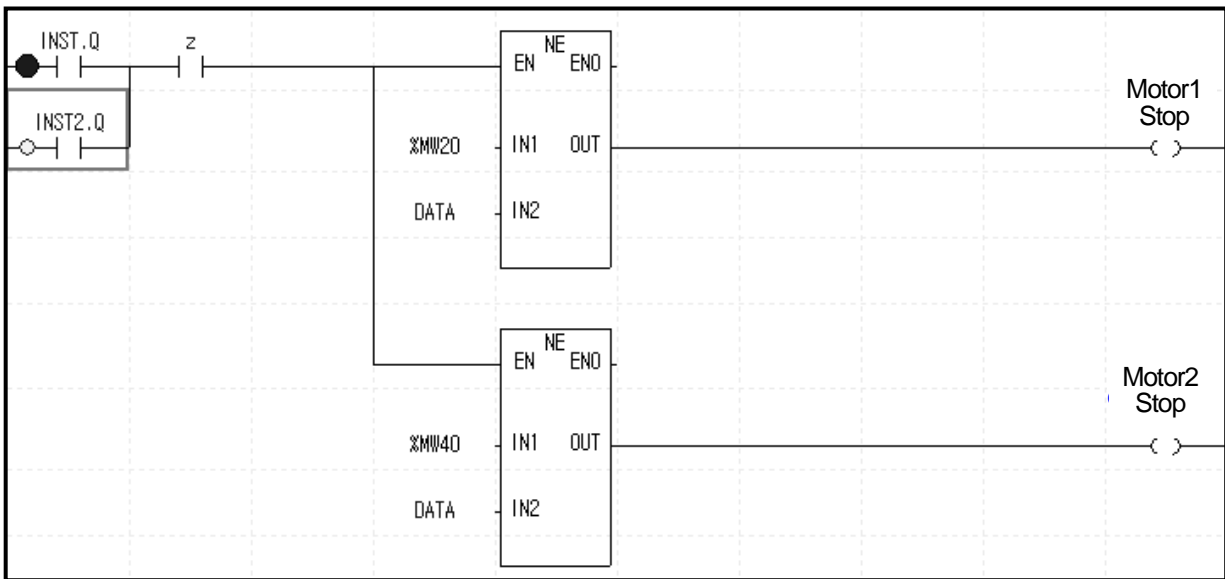 INST.Q
z
NE
EN ENO
Motor1
Stop
INST2.Q
%MW20
IN1 OUT
DATA
IN2
NE
EN ENO
Motor2
Stop
%MW40
IN1 OUT
DATA
IN2